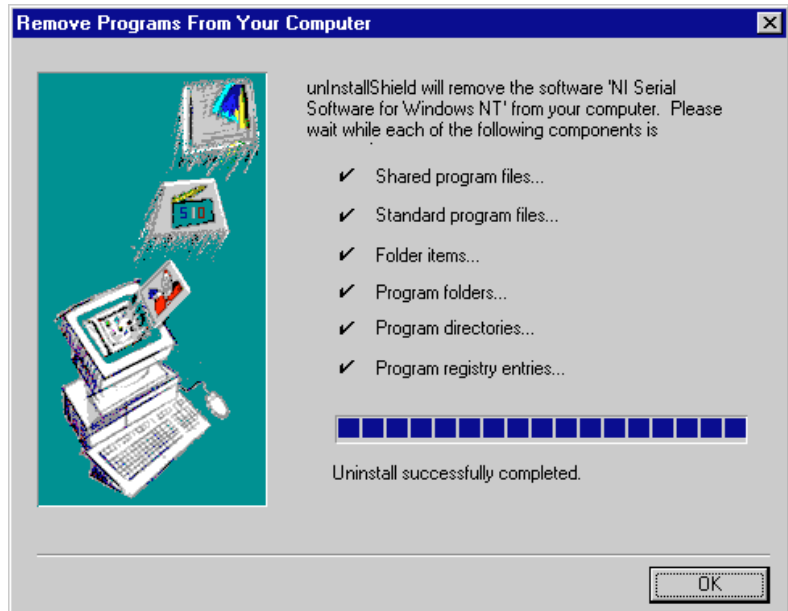 Remove Programs From Your Computer
unInstallShield will remove the software 'NI Serial
Software for Windows NT' from your computer. Please
wait while each of the following components is
Shared program files...
Standard program files...
Folder items...
Program folders...
Program directories...
Program registry entries...
Uninstall successfully completed.
OK